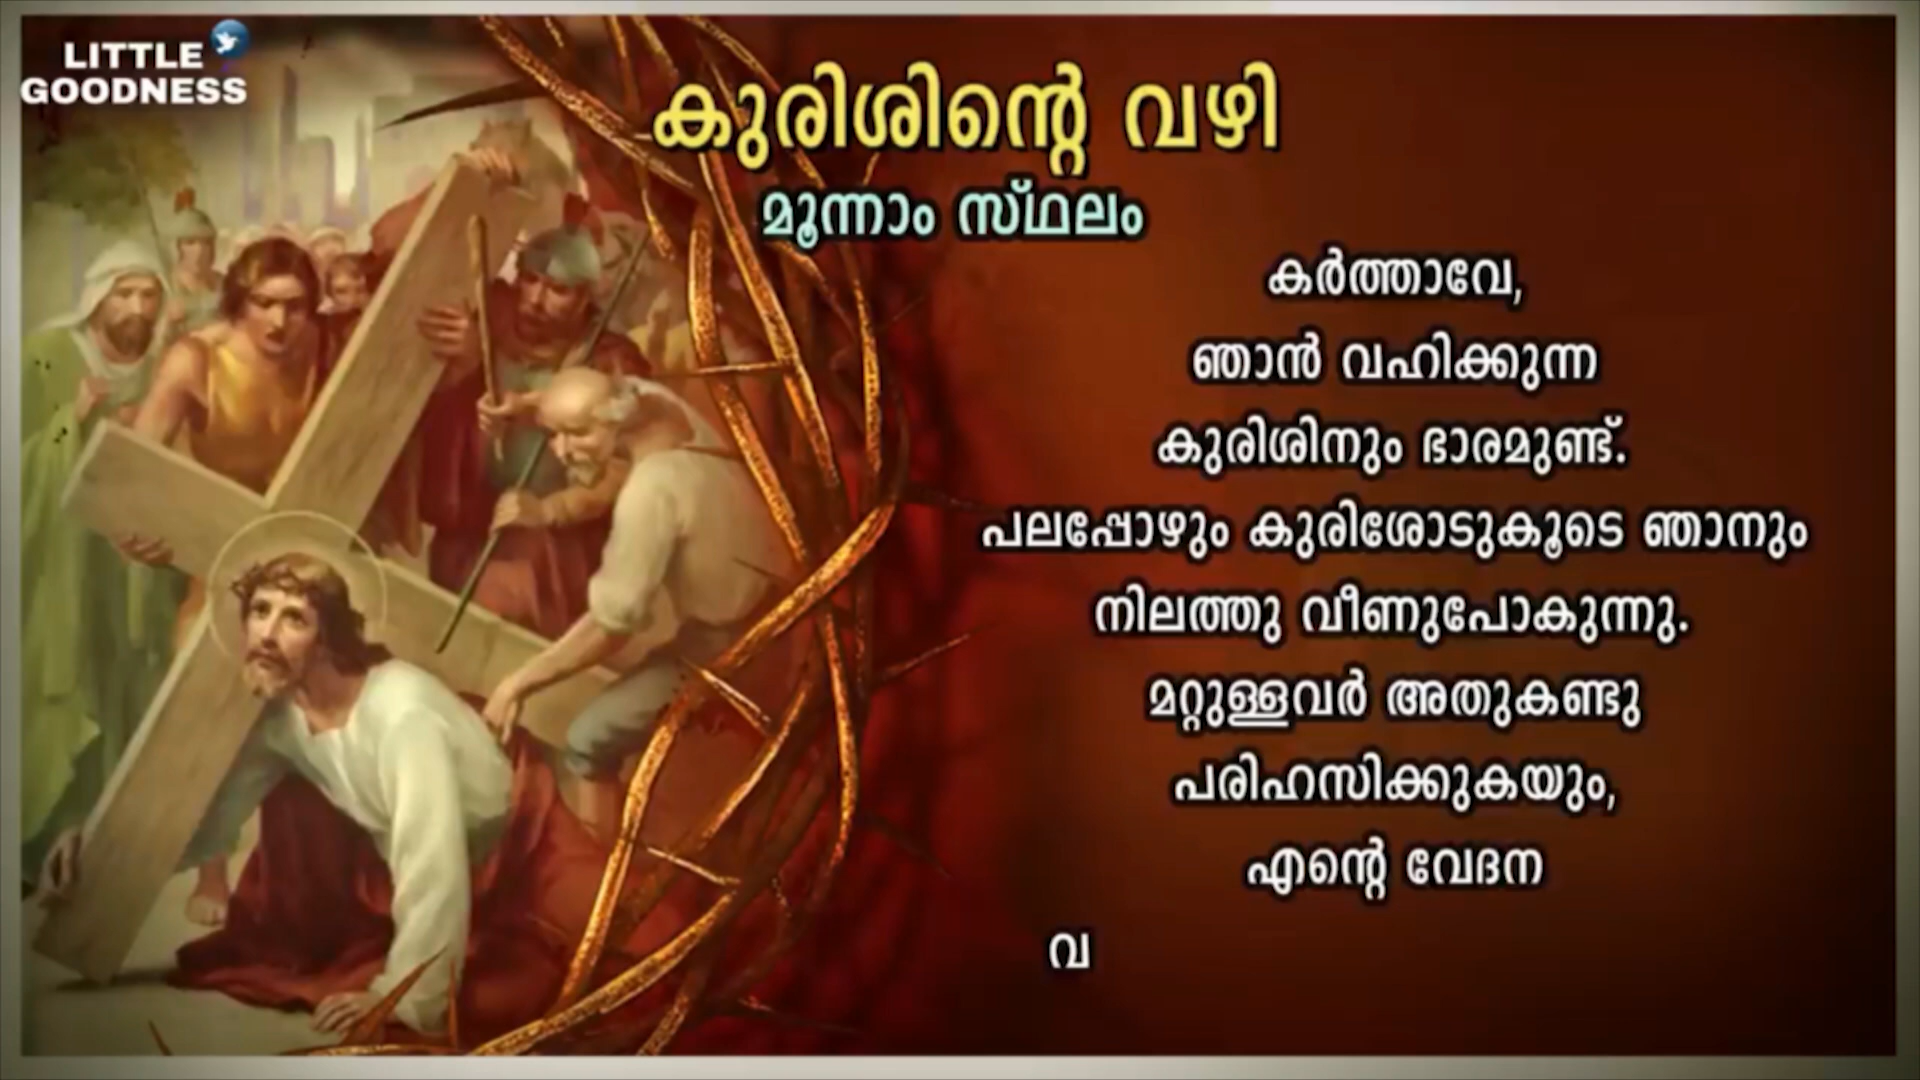 LITTLE
GOODNESS
കുരിശിന്റെ വഴി
മൂന്നാം സ്ഥലം
കർത്താവേ,
ഞാൻ വഹിക്കുന്ന
കുരിശിനും ഭാരമുണ്ട്.
പലപ്പോഴും കുരിശോടുകൂടെ ഞാനും
നിലത്തു വീണുപോകുന്നു.
മറ്റുള്ളവർ അതുകണ്ടു
പരിഹസിക്കുകയും,
എന്റെ വേദന
വ